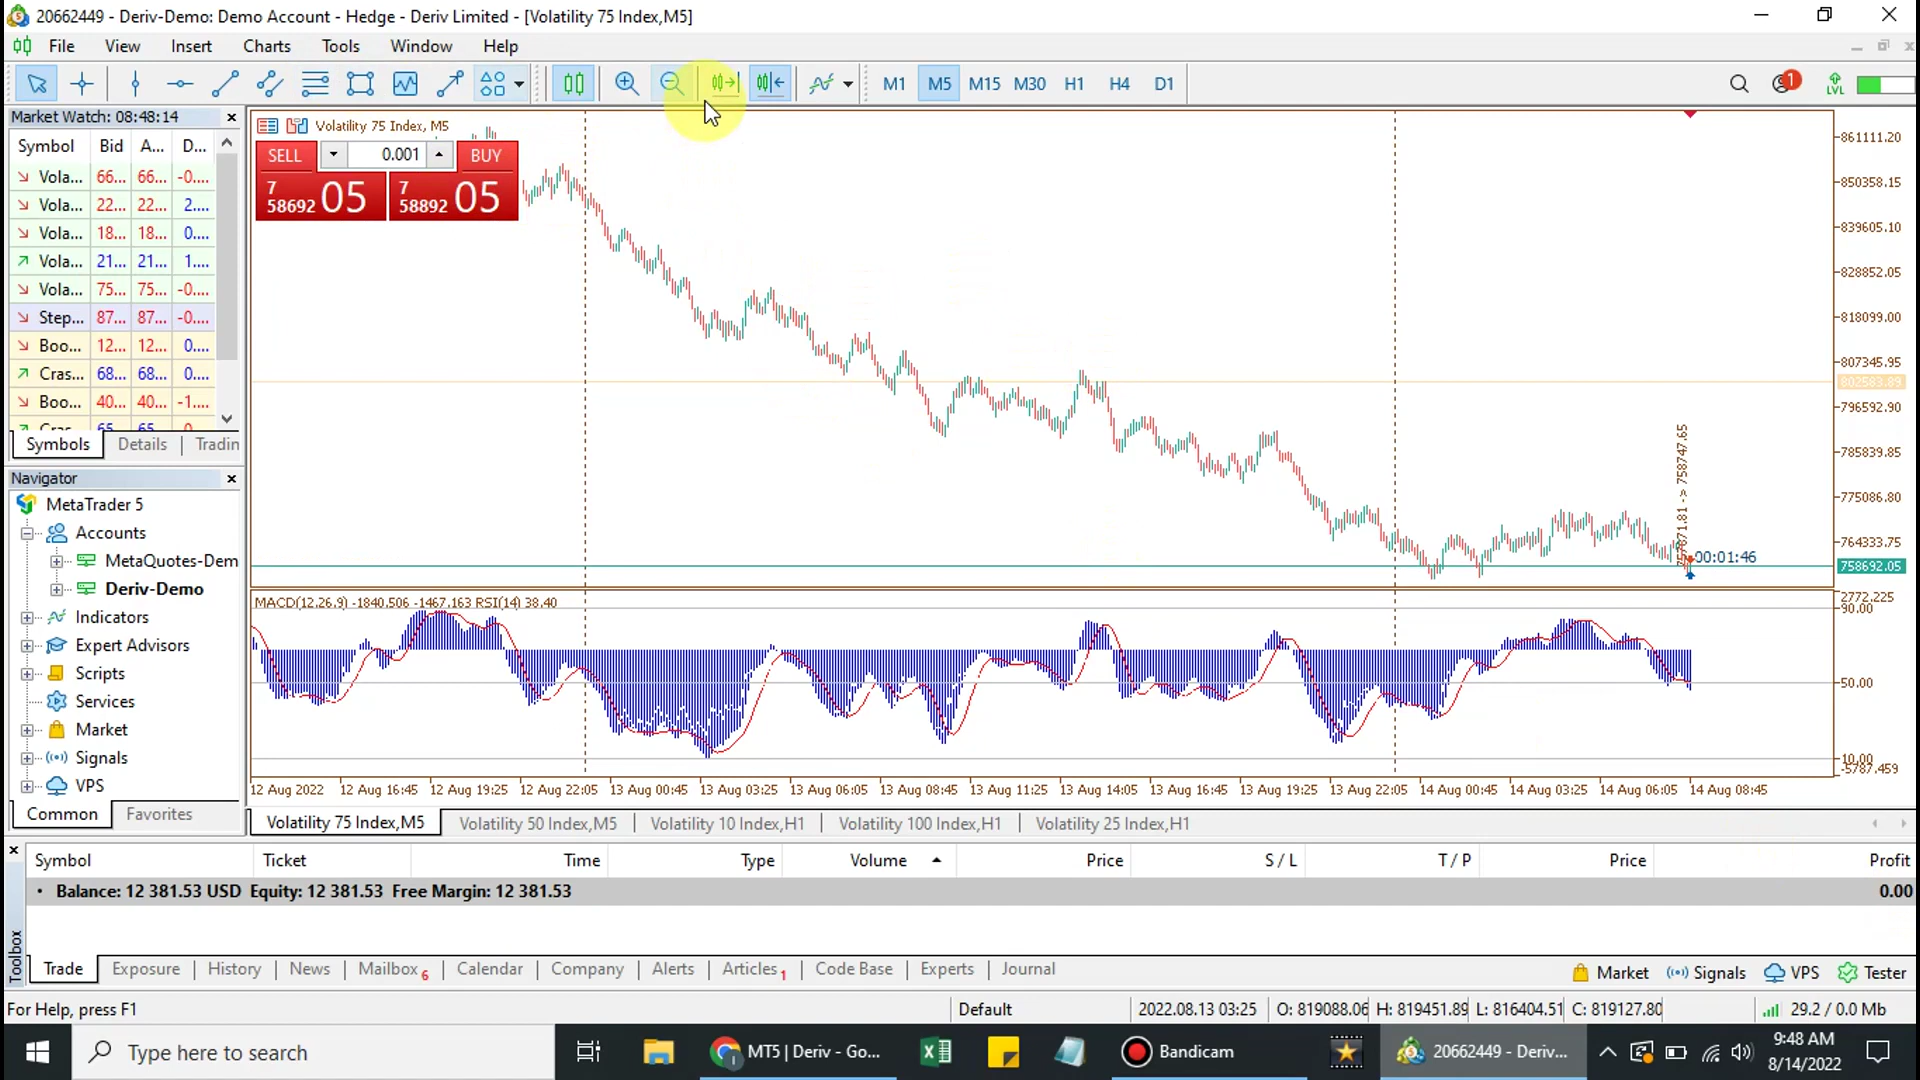 20662449 - Deriv-Demo: Demo Account - Hedge - Deriv Limited - [Volatility 75 Index,M5]
File View Insert Charts Tools Window Help
M1 M5 M15 M30 H1 H4 D1 1 LVL
Market Watch: 08:48:14
Symbol Bid A... D...
Vola... 66... 66... -0....
Vola... 22... 22... 2....
Vola... 18... 18... 0....
Vola... 21... 21... 1....
Vola... 75... 75... -0....
Step... 87... 87... -0....
Boo... 12... 12... 0....
Cras... 68... 68... 0....
Boo... 40... 40... -1....
Cras... 65... 65... 0...
Symbols Details Tradin
Navigator
MetaTrader 5
Accounts
MetaQuotes-Dem
Deriv-Demo
Indicators
Expert Advisors
Scripts
Services
Market
Signals
VPS
Common Favorites
Volatility 75 Index, M5
SELL 0.001 BUY
7 58692 05 7 58892 05
861111.20
850358.15
839605.10
828852.05
818099.00
807345.95
802583.89
796592.90
785839.85
775086.80
764333.75
758692.05
-> 758747.65
00:01:46
MACD(12,26,9) -1840.506 -1467.163 RSI(14) 38.40
2772.225
90.00
50.00
10.00
-5787.459
12 Aug 2022 12 Aug 16:45 12 Aug 19:25 12 Aug 22:05 13 Aug 00:45 13 Aug 03:25 13 Aug 06:05 13 Aug 08:45 13 Aug 11:25 13 Aug 14:05 13 Aug 16:45 13 Aug 19:25 13 Aug 22:05 14 Aug 00:45 14 Aug 03:25 14 Aug 06:05 14 Aug 08:45
Volatility 75 Index,M5 Volatility 50 Index,M5 Volatility 10 Index,H1 Volatility 100 Index,H1 Volatility 25 Index,H1
Symbol Ticket Time Type Volume Price S / L T / P Price Profit
Balance: 12 381.53 USD Equity: 12 381.53 Free Margin: 12 381.53 0.00
Toolbox
Trade Exposure History News Mailbox 6 Calendar Company Alerts Articles 1 Code Base Experts Journal Market Signals VPS Tester
For Help, press F1 Default 2022.08.13 03:25 O: 819088.06 H: 819451.89 L: 816404.51 C: 819127.80 29.2 / 0.0 Mb
Type here to search MT5 | Deriv - Go... Bandicam 20662449 - Deriv... 9:48 AM
8/14/2022